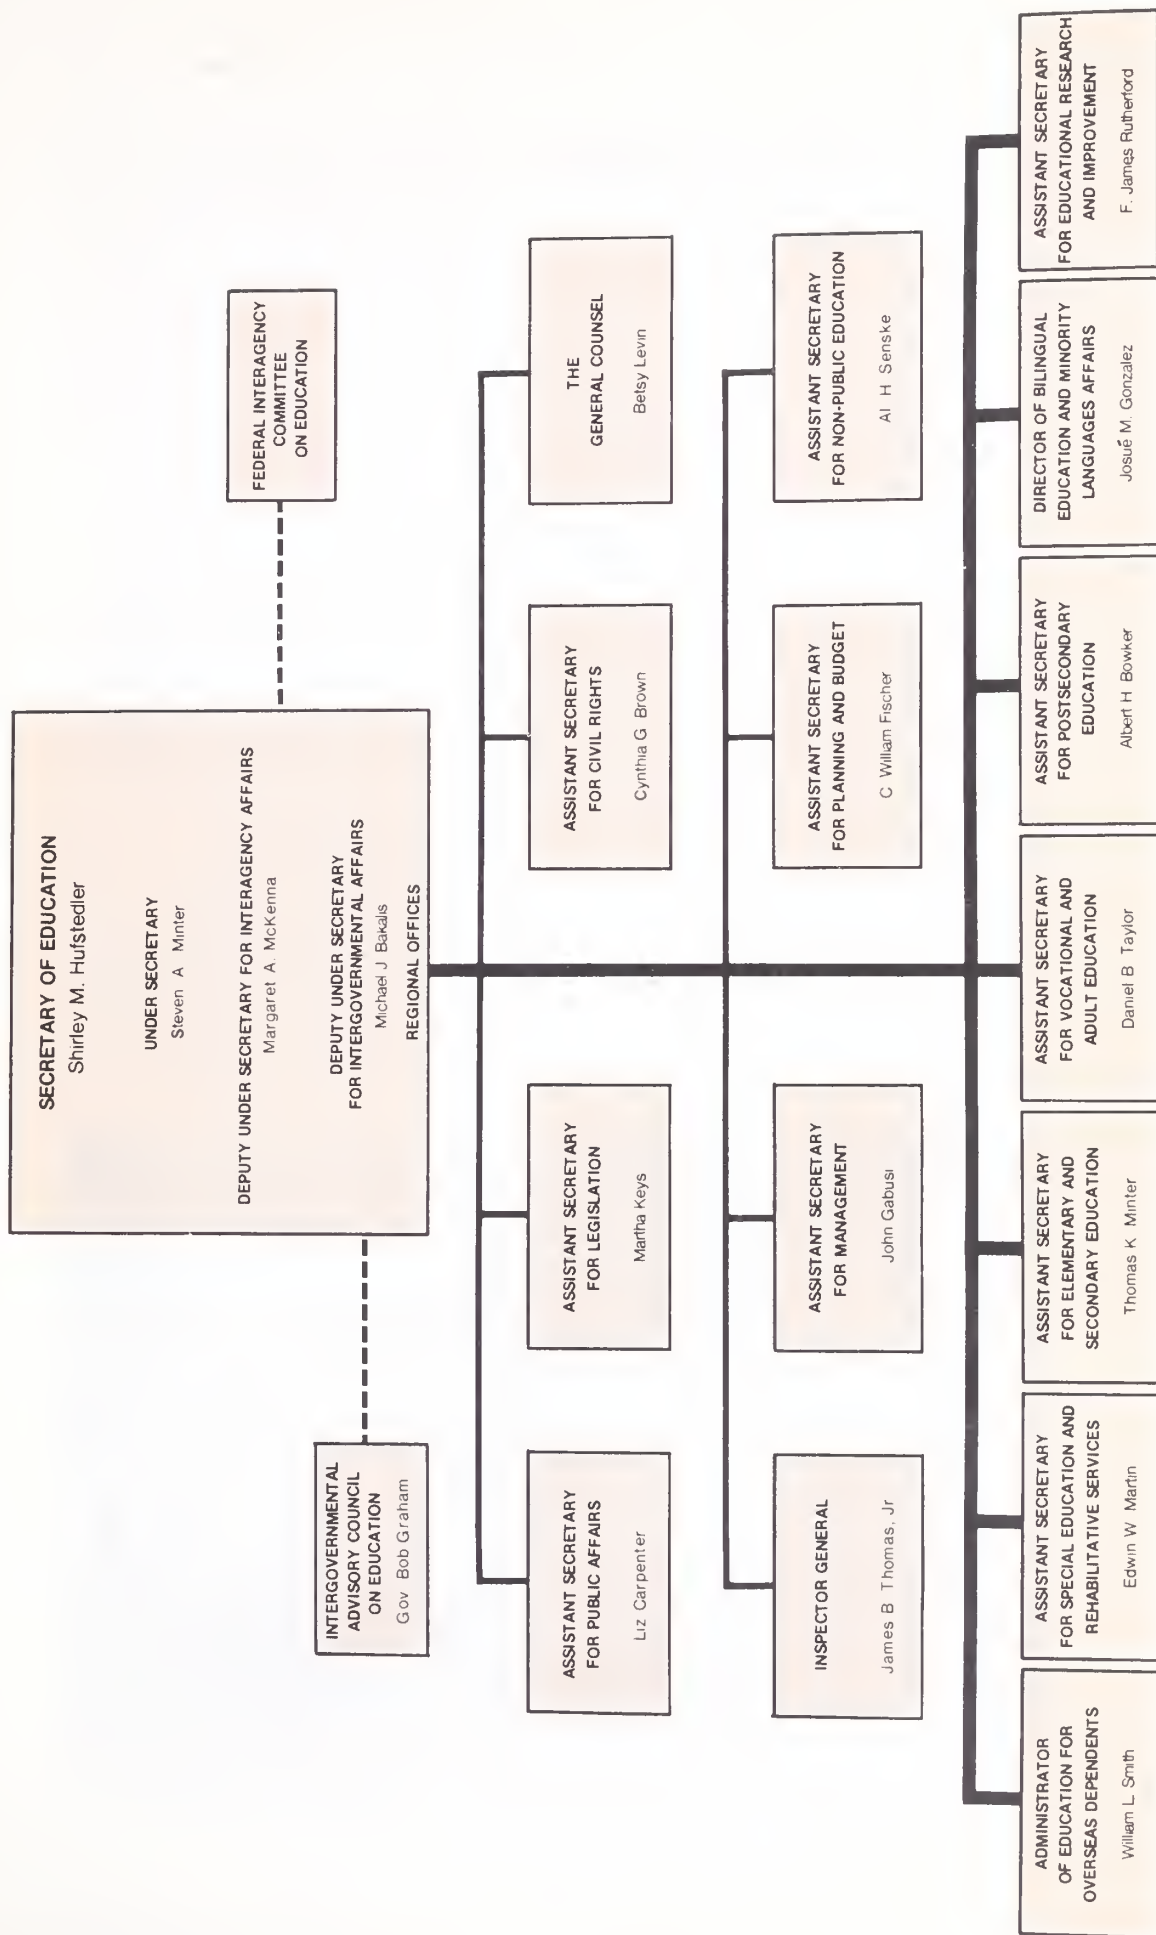 SECRETARY OF EDUCATION
Shirley M. Hufstedler
UNDER SECRETARY
Steven A Minter
DEPUTY UNDER SECRETARY FOR INTERAGENCY AFFAIRS
Margaret A. McKenna
DEPUTY UNDER SECRETARY
FOR INTERGOVERNMENTAL AFFAIRS
Michael J Bakalis
REGIONAL OFFICES
INTERGOVERNMENTAL
ADVISORY COUNCIL
ON EDUCATION
Gov Bob Graham
FEDERAL INTERAGENCY
COMMITTEE
ON EDUCATION
ASSISTANT SECRETARY
FOR PUBLIC AFFAIRS
Liz Carpenter
ASSISTANT SECRETARY
FOR LEGISLATION
Martha Keys
ASSISTANT SECRETARY
FOR CIVIL RIGHTS
Cynthia G Brown
THE
GENERAL COUNSEL
Betsy Levin
INSPECTOR GENERAL
James B Thomas, Jr
ASSISTANT SECRETARY
FOR MANAGEMENT
John Gabusi
ASSISTANT SECRETARY
FOR PLANNING AND BUDGET
C William Fischer
ASSISTANT SECRETARY
FOR NON-PUBLIC EDUCATION
Al H Senske
ADMINISTRATOR
OF EDUCATION FOR
OVERSEAS DEPENDENTS
William L. Smith
ASSISTANT SECRETARY
FOR SPECIAL EDUCATION AND
REHABILITATIVE SERVICES
Edwin W Martin
ASSISTANT SECRETARY
FOR ELEMENTARY AND
SECONDARY EDUCATION
Thomas K Minter
ASSISTANT SECRETARY
FOR VOCATIONAL AND
ADULT EDUCATION
Daniel B Taylor
ASSISTANT SECRETARY
FOR POSTSECONDARY
EDUCATION
Albert H Bowker
DIRECTOR OF BILINGUAL
EDUCATION AND MINORITY
LANGUAGES AFFAIRS
Josué M. Gonzalez
ASSISTANT SECRETARY
FOR EDUCATIONAL RESEARCH
AND IMPROVEMENT
F. James Rutherford